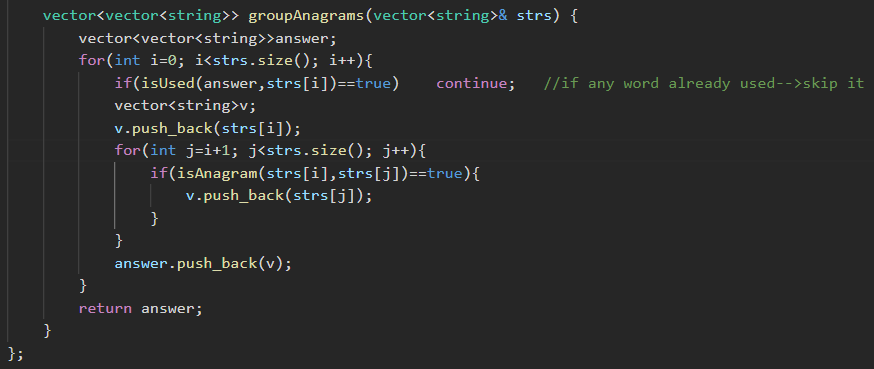 vector<vector<string>> groupAnagrams(vector<string>& strs) {
vector<vector<string>>answer;
for(int i=0; i<strs.size(); i++){
if(isUsed(answer,strs[i])==true)    continue;   //if any word already used-->skip it
vector<string>v;
v.push_back(strs[i]);
for(int j=i+1; j<strs.size(); j++){
if(isAnagram(strs[i],strs[j])==true){
v.push_back(strs[j]);
}
}
answer.push_back(v);
}
return answer;
}
};